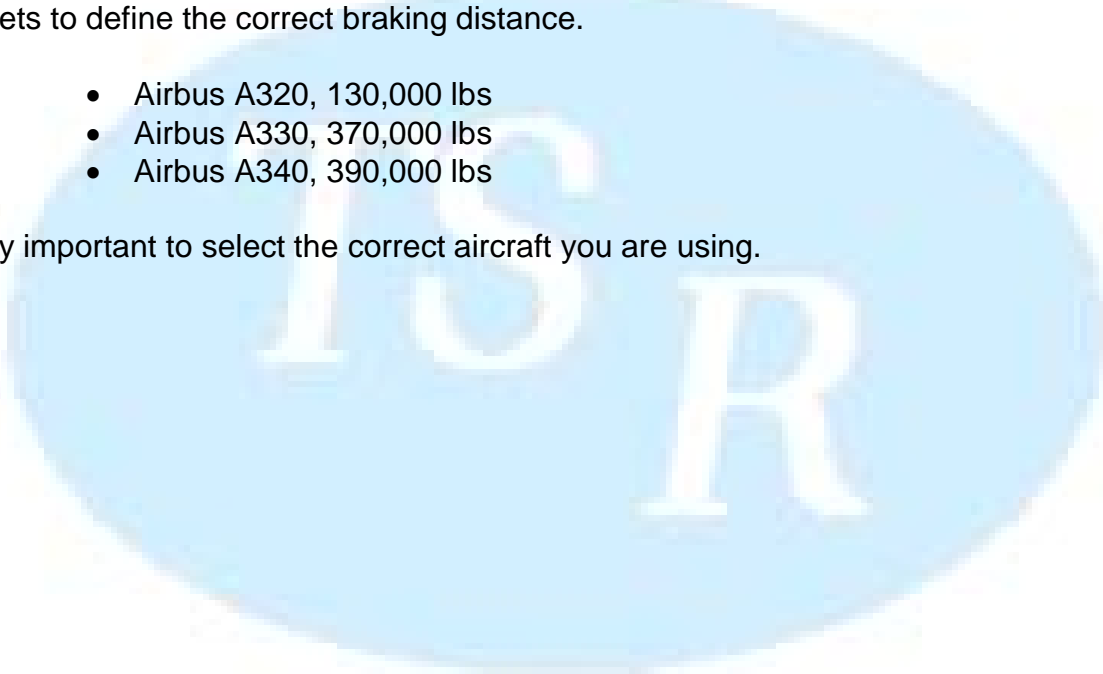 ets to define the correct braking distance.
• Airbus A320, 130,000 lbs
• Airbus A330, 370,000 lbs
• Airbus A340, 390,000 lbs
y important to select the correct aircraft you are using.
TSR